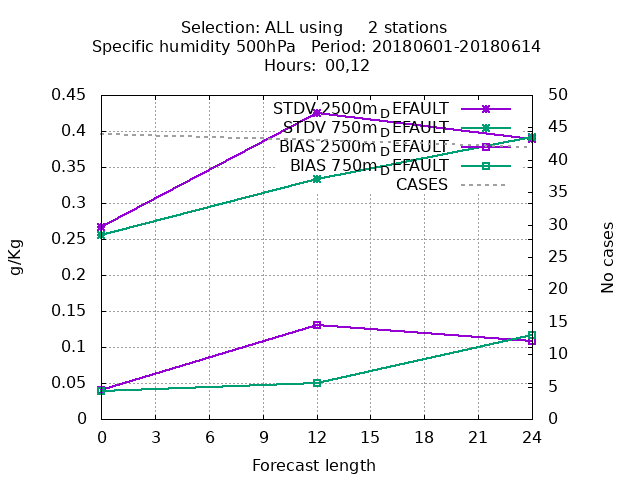 Selection: ALL using     2 stations
Specific humidity 500hPa   Period: 20180601-20180614
Hours: 00,12
STDV 2500m_DEFAULT
STDV 750m_DEFAULT
BIAS 2500m_DEFAULT
BIAS 750m_DEFAULT
CASES
0.45
0.4
0.35
0.3
0.25
0.2
0.15
0.1
0.05
0
g/Kg
50
45
40
35
30
25
20
15
10
5
0
No cases
0 3 6 9 12 15 18 21 24
Forecast length